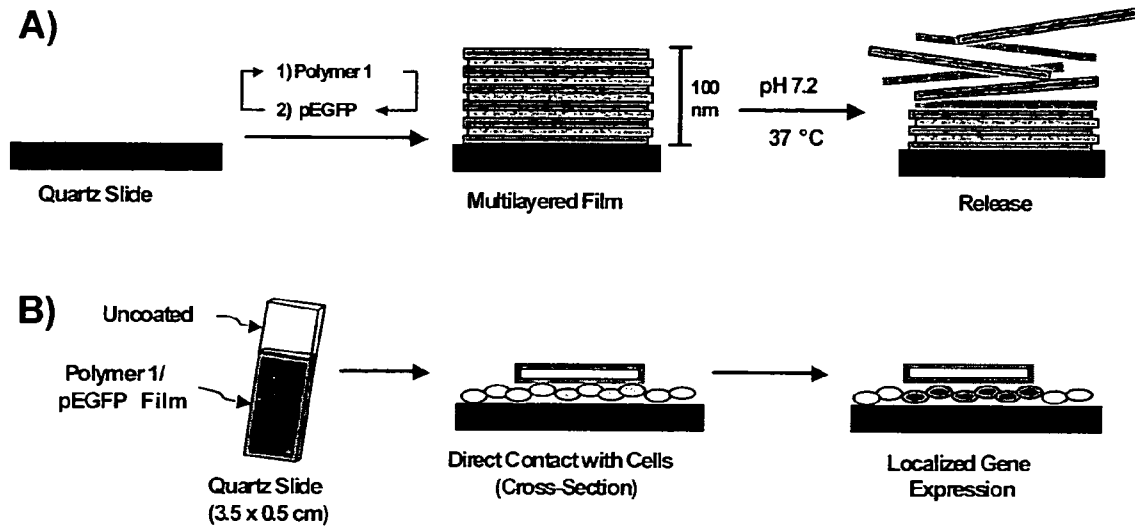 A)
1) Polymer 1
2) pEGFP
Quartz Slide
100
nm
Multilayered Film
pH 7.2
37 °C
Release
B)
Uncoated
Polymer 1/
pEGFP Film
Quartz Slide
(3.5 x 0.5 cm)
Direct Contact with Cells
(Cross-Section)
Localized Gene
Expression